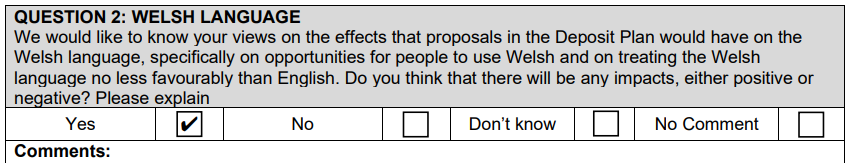 QUESTION 2: WELSH LANGUAGE
We would like to know your views on the effects that proposals in the Deposit Plan would have on the
Welsh language, specifically on opportunities for people to use Welsh and on treating the Welsh
language no less favourably than English. Do you think that there will be any impacts, either positive or
negative? Please explain
Yes ✔ No Don’t know No Comment
Comments: